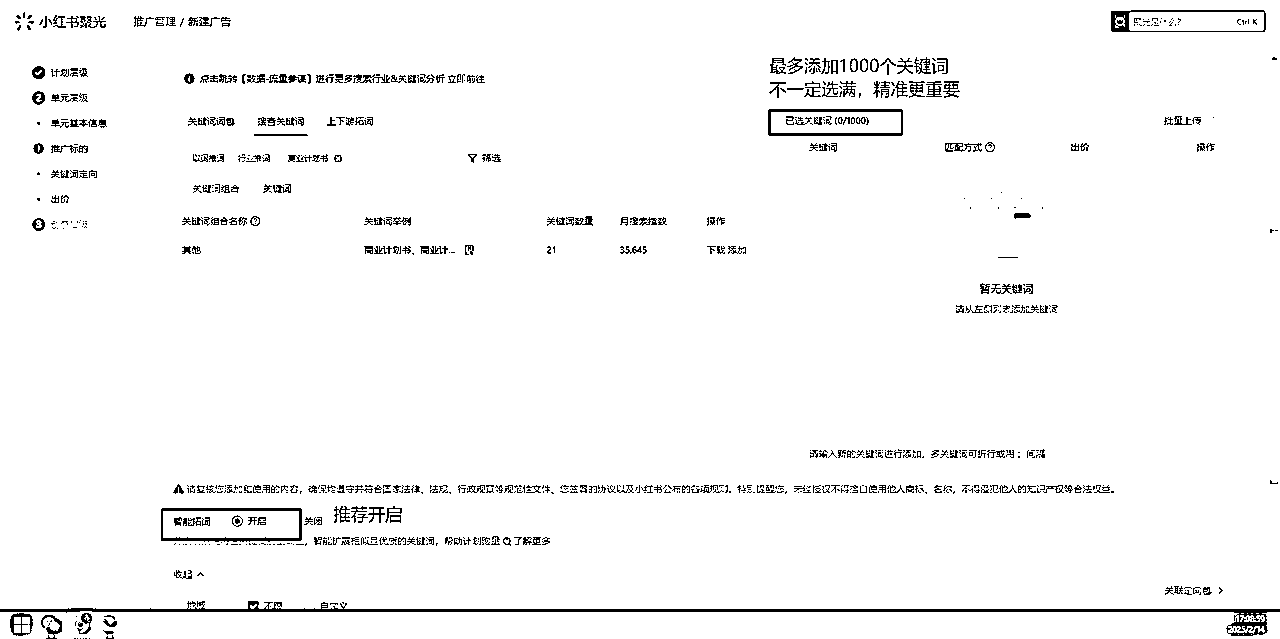 小红书聚光
推广管理 / 新建广告
Ctrl K
计划层级
2 单元层级
单元基本信息
推广标的
关键词定向
出价
3
点击跳转【数据-流量参谋】进行更多搜索行业&关键词分析 立即前往
关键词词包 搜索关键词 上下游拓词
以词推词 行业推词 商业计划书
筛选
关键词组合 关键词
关键词组合名称 关键词举例 关键词数量 月搜索指数 操作
其他 商业计划书、商业计... 21 35,645 下载 添加
最多添加1000个关键词
不一定选满，精准更重要
已选关键词 (0/1000)
批量上传
关键词 匹配方式 出价 操作
暂无关键词
请从左侧列表添加关键词
请输入新的关键词进行添加，多关键词可折行或用；间隔
请复核您添加和使用的内容，确保均遵守并符合国家法律、法规、行政规章等规范性文件、您签署的协议以及小红书公布的各项规则。特别提醒您，未经授权不得擅自使用他人商标、名称，不得侵犯他人的知识产权等合法权益。
智能拓词 开启 关闭 推荐开启
智能扩展相似且优质的关键词，帮助计划跑量 了解更多
收起
地域 不限 自定义
关联定向包
17:08:59
2025/2/14